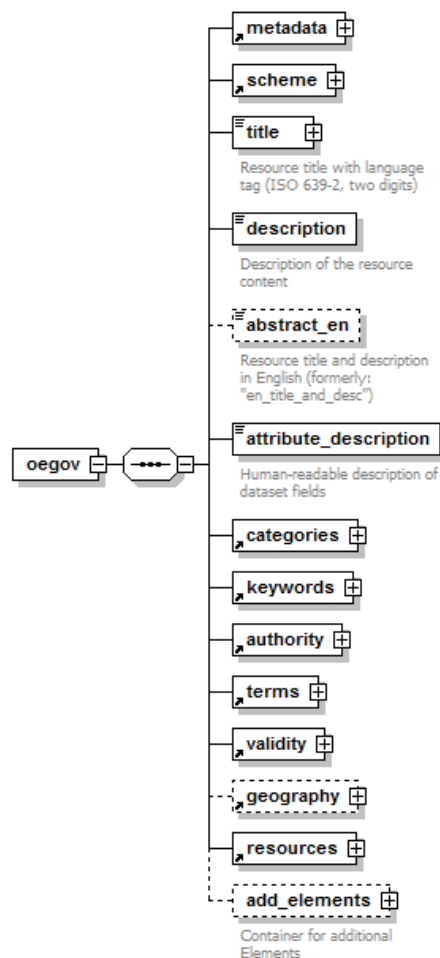 metadata
scheme
title
Resource title with language
tag (ISO 639-2, two digits)
description
Description of the resource
content
abstract_en
Resource title and description
in English (formerly:
"en_title_and_desc")
attribute_description
Human-readable description of
dataset fields
oegov
categories
keywords
authority
terms
validity
geography
resources
add_elements
Container for additional
Elements